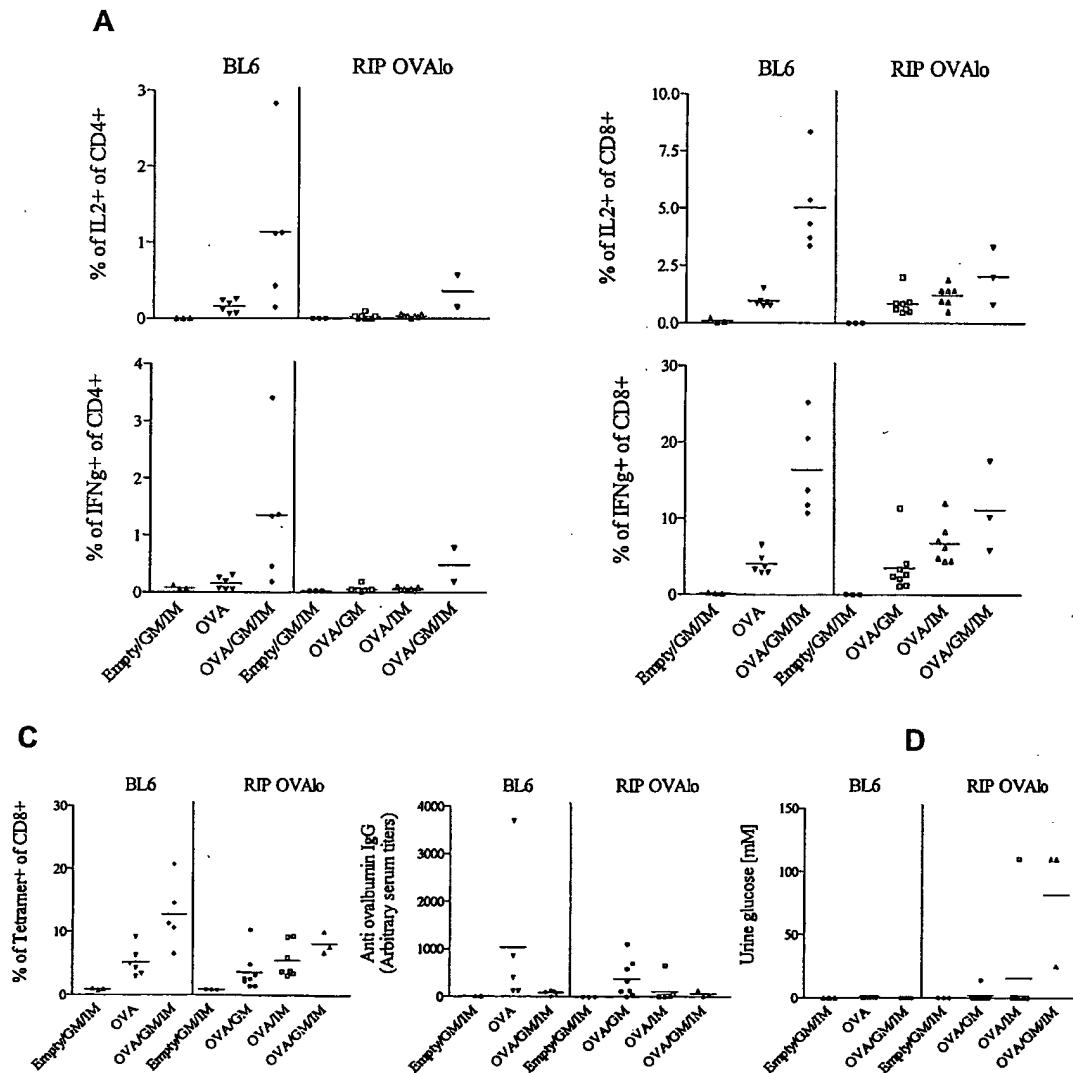 A
BL6 RIP OVAlo
% of IL2+ of CD4+
3
2
1
0
BL6 RIP OVAlo
% of IL2+ of CD8+
10.0
7.5
5.0
2.5
0.0
% of IFNg+ of CD4+
4
3
2
1
0
Empty/GM/IM
OVA
OVA/GM/IM
Empty/GM/IM
OVA/GM
OVA/IM
OVA/GM/IM
% of IFNg+ of CD8+
30
20
10
0
Empty/GM/IM
OVA
OVA/GM/IM
Empty/GM/IM
OVA/GM
OVA/IM
OVA/GM/IM
C
BL6 RIP OVAlo
% of Tetramer+ of CD8+
30
20
10
0
Empty/GM/IM
OVA
OVA/GM/IM
Empty/GM/IM
OVA/GM
OVA/IM
OVA/GM/IM
BL6 RIP OVAlo
Anti ovalbumin IgG
(Arbitrary serum titers)
4000
3000
2000
1000
0
Empty/GM/IM
OVA
OVA/GM/IM
Empty/GM/IM
OVA/GM
OVA/IM
OVA/GM/IM
D
BL6 RIP OVAlo
Urine glucose [mM]
150
100
50
0
Empty/GM/IM
OVA
OVA/GM/IM
Empty/GM/IM
OVA/GM
OVA/IM
OVA/GM/IM